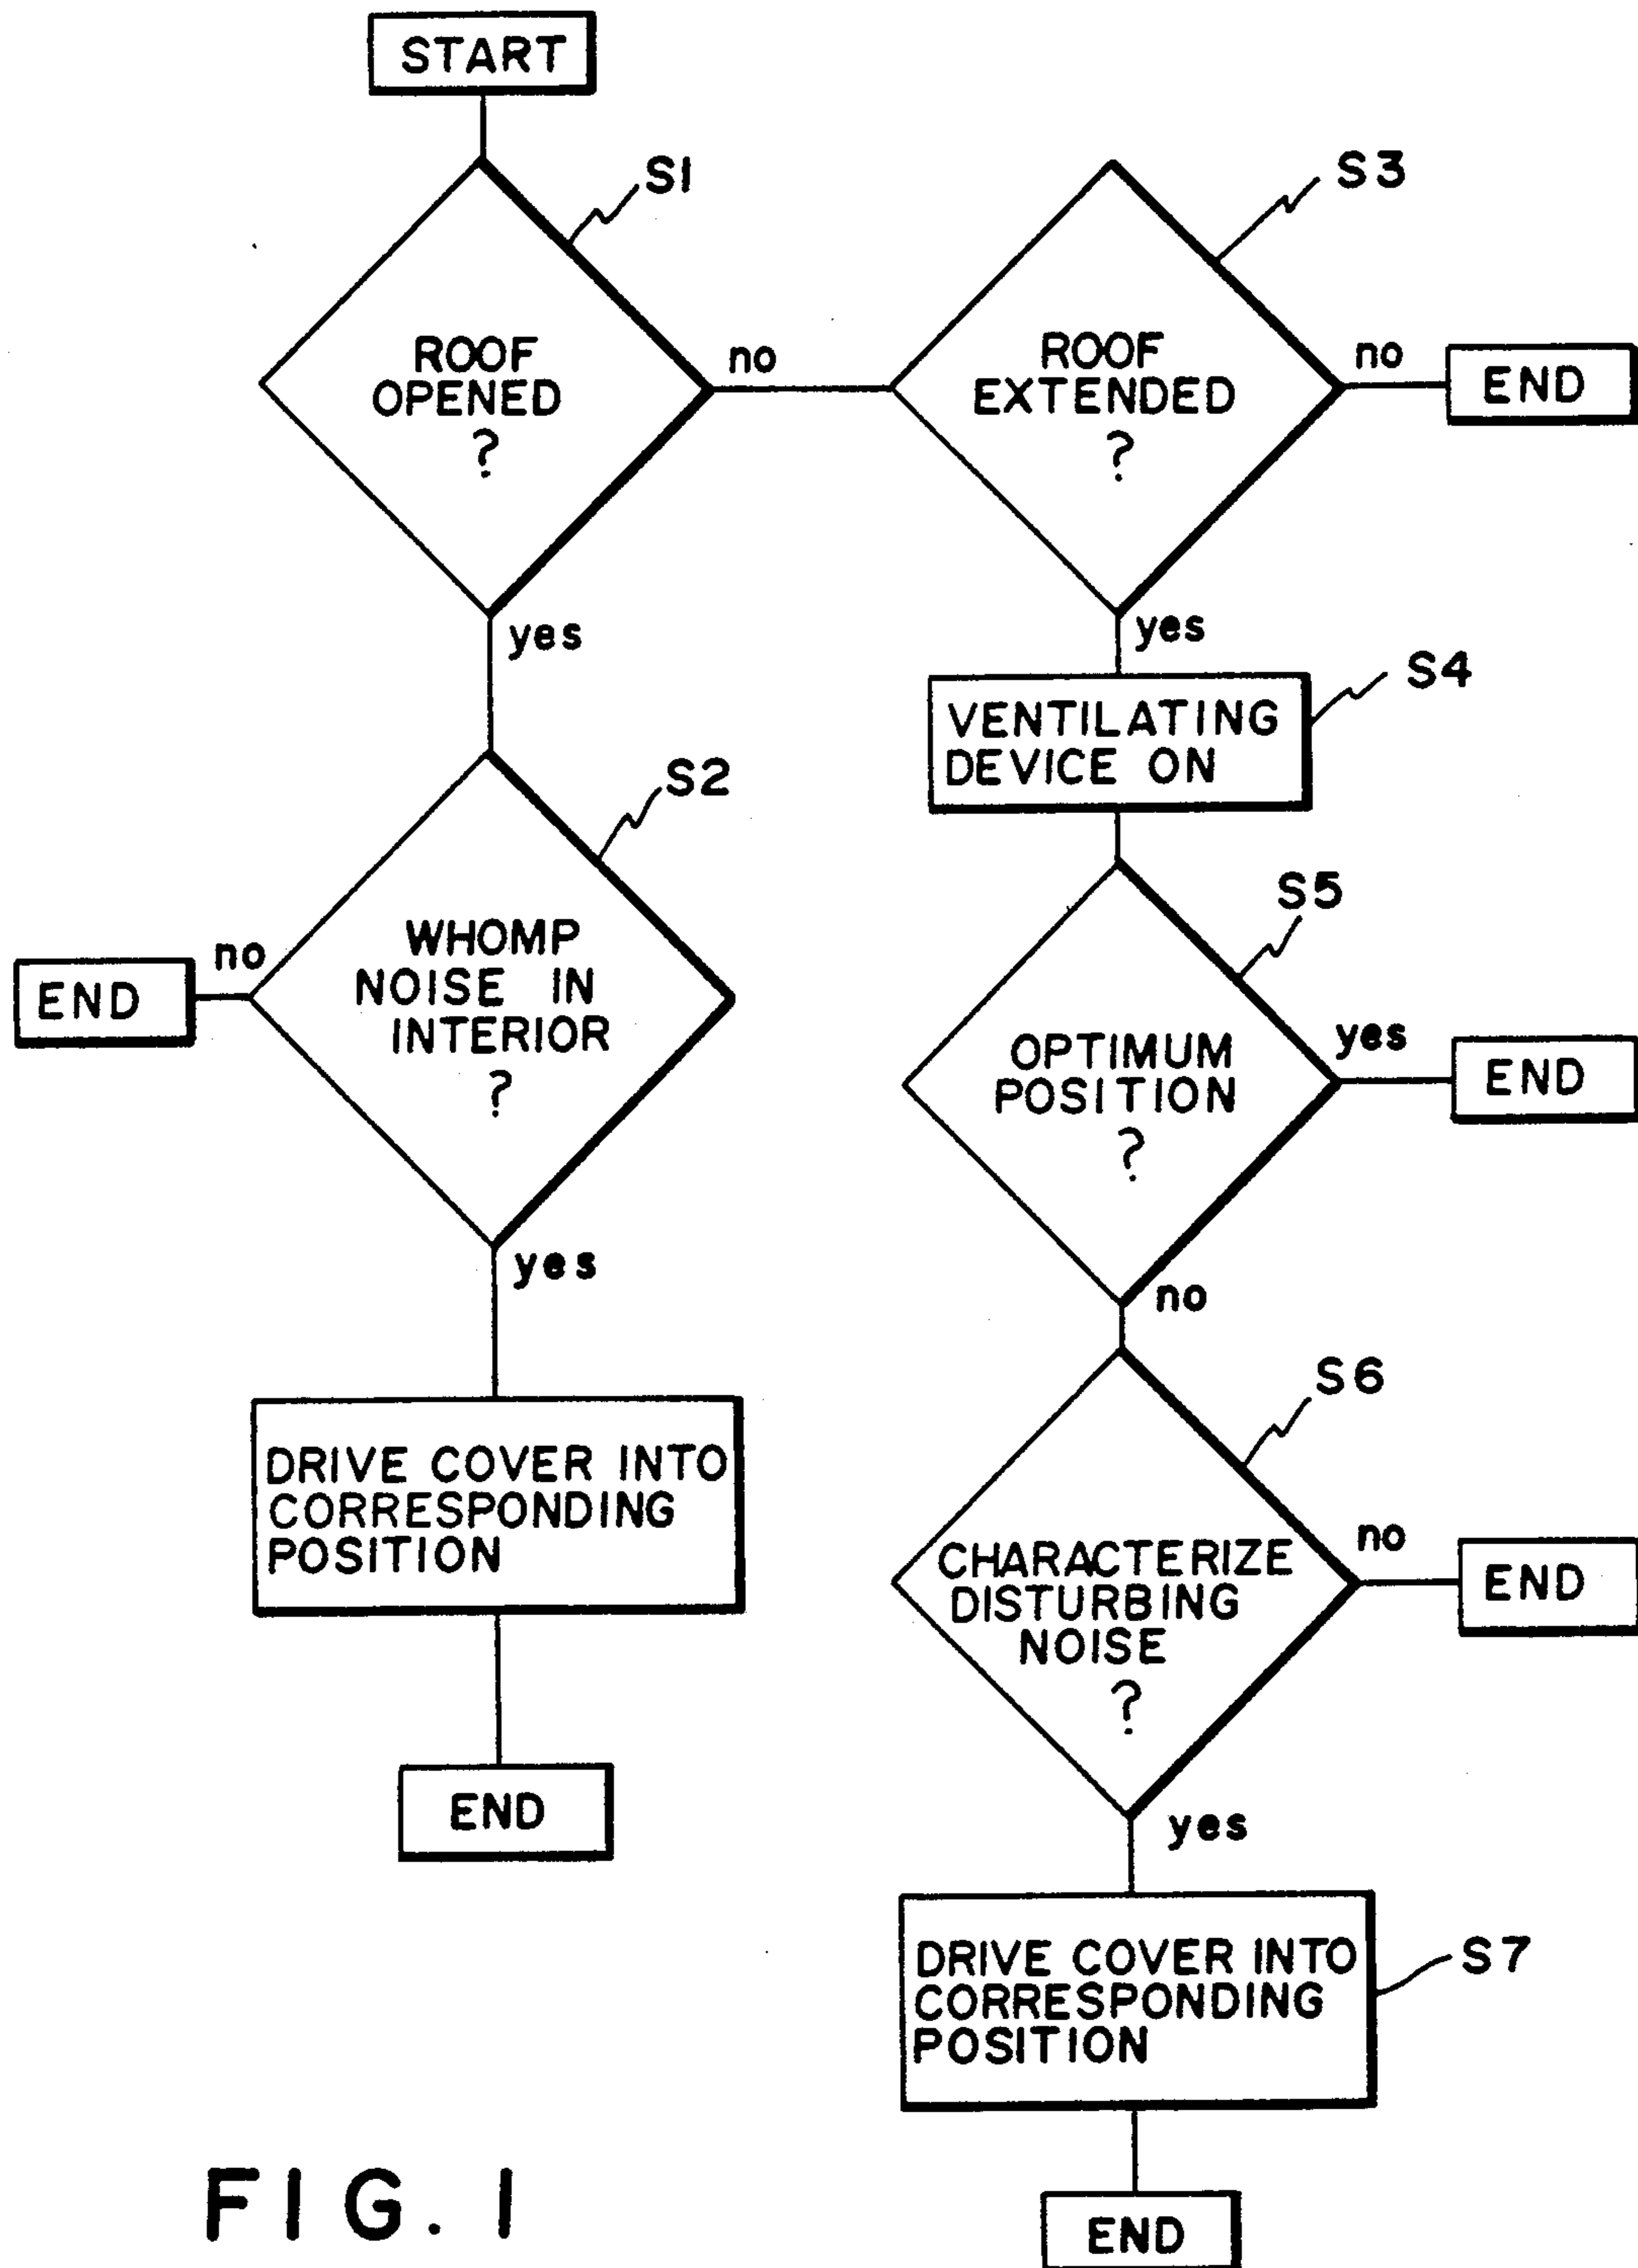 START
S1
S3
ROOF
OPENED
?
no
ROOF
EXTENDED
?
no
END
yes
yes
S4
VENTILATING
DEVICE ON
S2
WHOMP
NOISE IN
INTERIOR
?
no
END
S5
OPTIMUM
POSITION
?
yes
END
yes
no
S6
DRIVE COVER INTO
CORRESPONDING
POSITION
CHARACTERIZE
DISTURBING
NOISE
?
no
END
END
yes
DRIVE COVER INTO
CORRESPONDING
POSITION
S7
END
FIG. 1